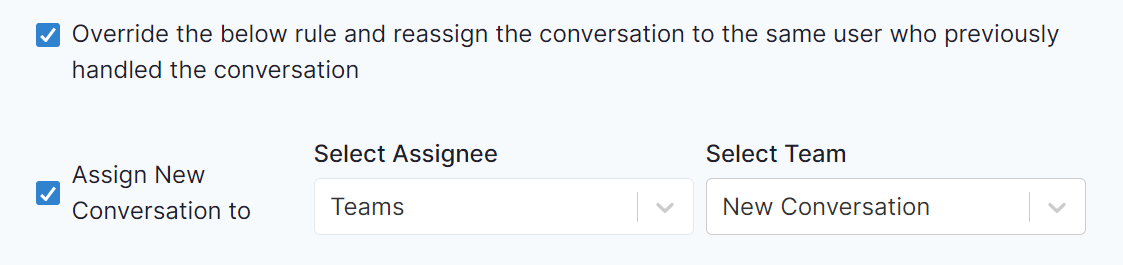 Override the below rule and reassign the conversation to the same user who previously
handled the conversation
Select Assignee
Select Team
Assign New
Conversation to
Teams
New Conversation